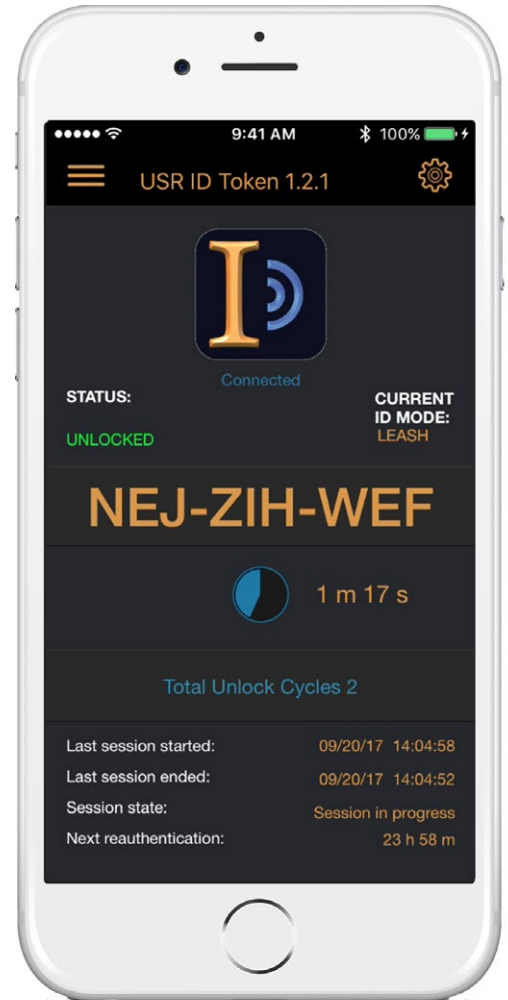 9:41 AM 100%
USR ID Token 1.2.1
I
Connected
STATUS:
UNLOCKED
CURRENT
ID MODE:
LEASH
NEJ-ZIH-WEF
1 m 17 s
Total Unlock Cycles 2
Last session started: 09/20/17 14:04:58
Last session ended: 09/20/17 14:04:52
Session state: Session in progress
Next reauthentication: 23 h 58 m